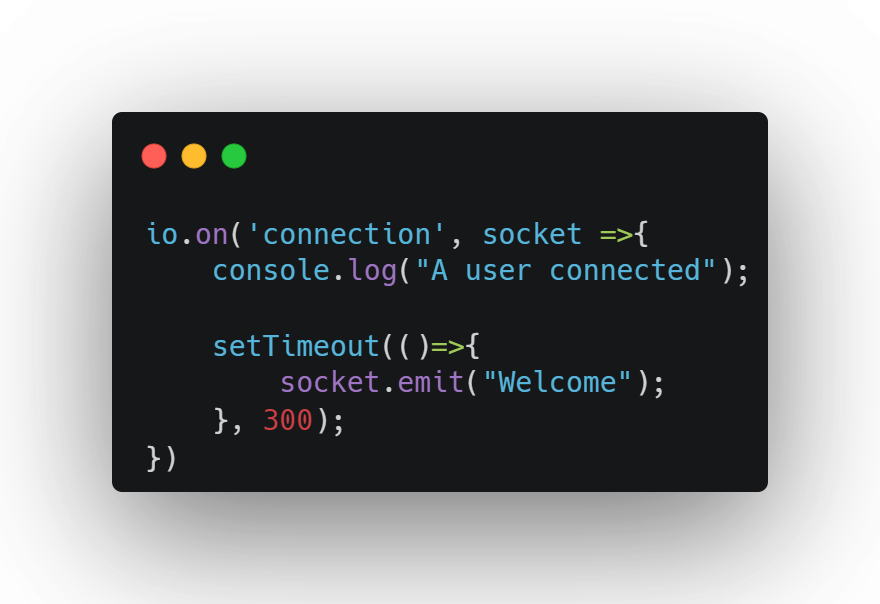 io.on('connection', socket =>{
    console.log("A user connected");

    setTimeout(()=>{
        socket.emit("Welcome");
    }, 300);
})